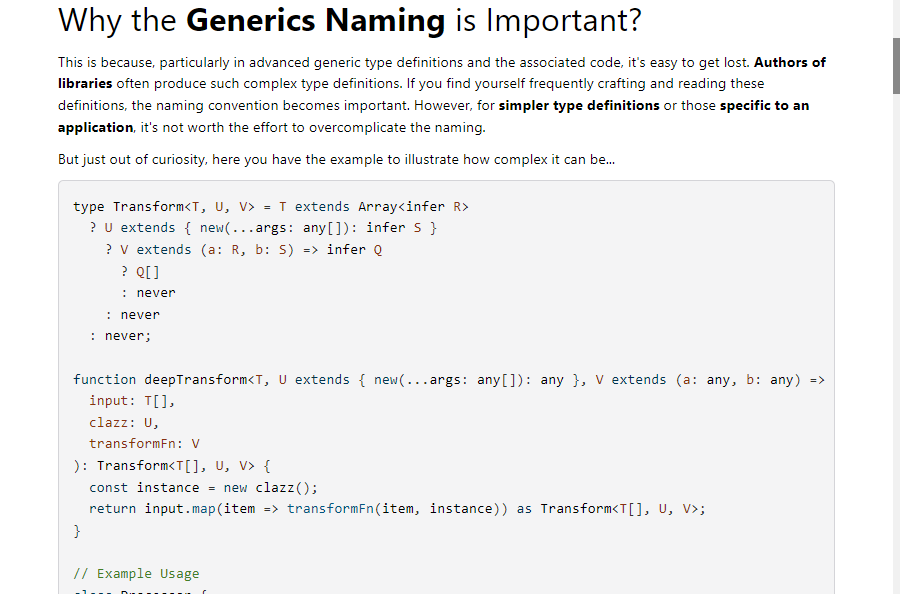 Why the Generics Naming is Important?
This is because, particularly in advanced generic type definitions and the associated code, it's easy to get lost. Authors of
libraries often produce such complex type definitions. If you find yourself frequently crafting and reading these
definitions, the naming convention becomes important. However, for simpler type definitions or those specific to an
application, it's not worth the effort to overcomplicate the naming.
But just out of curiosity, here you have the example to illustrate how complex it can be...
type Transform<T, U, V> = T extends Array<infer R>
? U extends { new(...args: any[]): infer S }
? V extends (a: R, b: S) => infer Q
? Q[]
: never
: never
: never;
function deepTransform<T, U extends { new(...args: any[]): any }, V extends (a: any, b: any) =>
input: T[],
clazz: U,
transformFn: V
): Transform<T[], U, V> {
const instance = new clazz();
return input.map(item => transformFn(item, instance)) as Transform<T[], U, V>;
}
// Example Usage